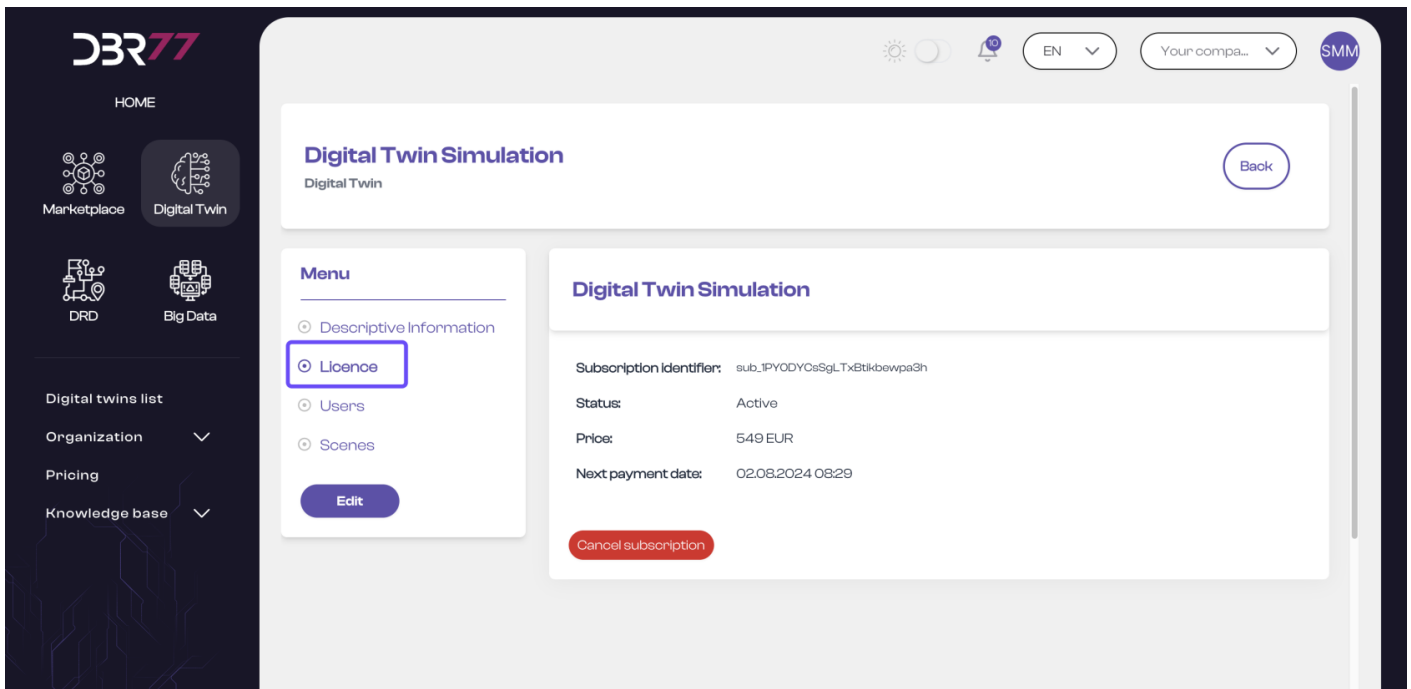 DBR77
10
EN
Your compa...
SMM
HOME
Marketplace
Digital Twin
DRD
Big Data
Digital twins list
Organization
Pricing
Knowledge base
Digital Twin Simulation
Digital Twin
Back
Menu
Descriptive Information
Licence
Users
Scenes
Edit
Digital Twin Simulation
Subscription identifier: sub_1PY0DYCsSgLTxBtikbewpa3h
Status: Active
Price: 549 EUR
Next payment date: 02.08.2024 08:29
Cancel subscription